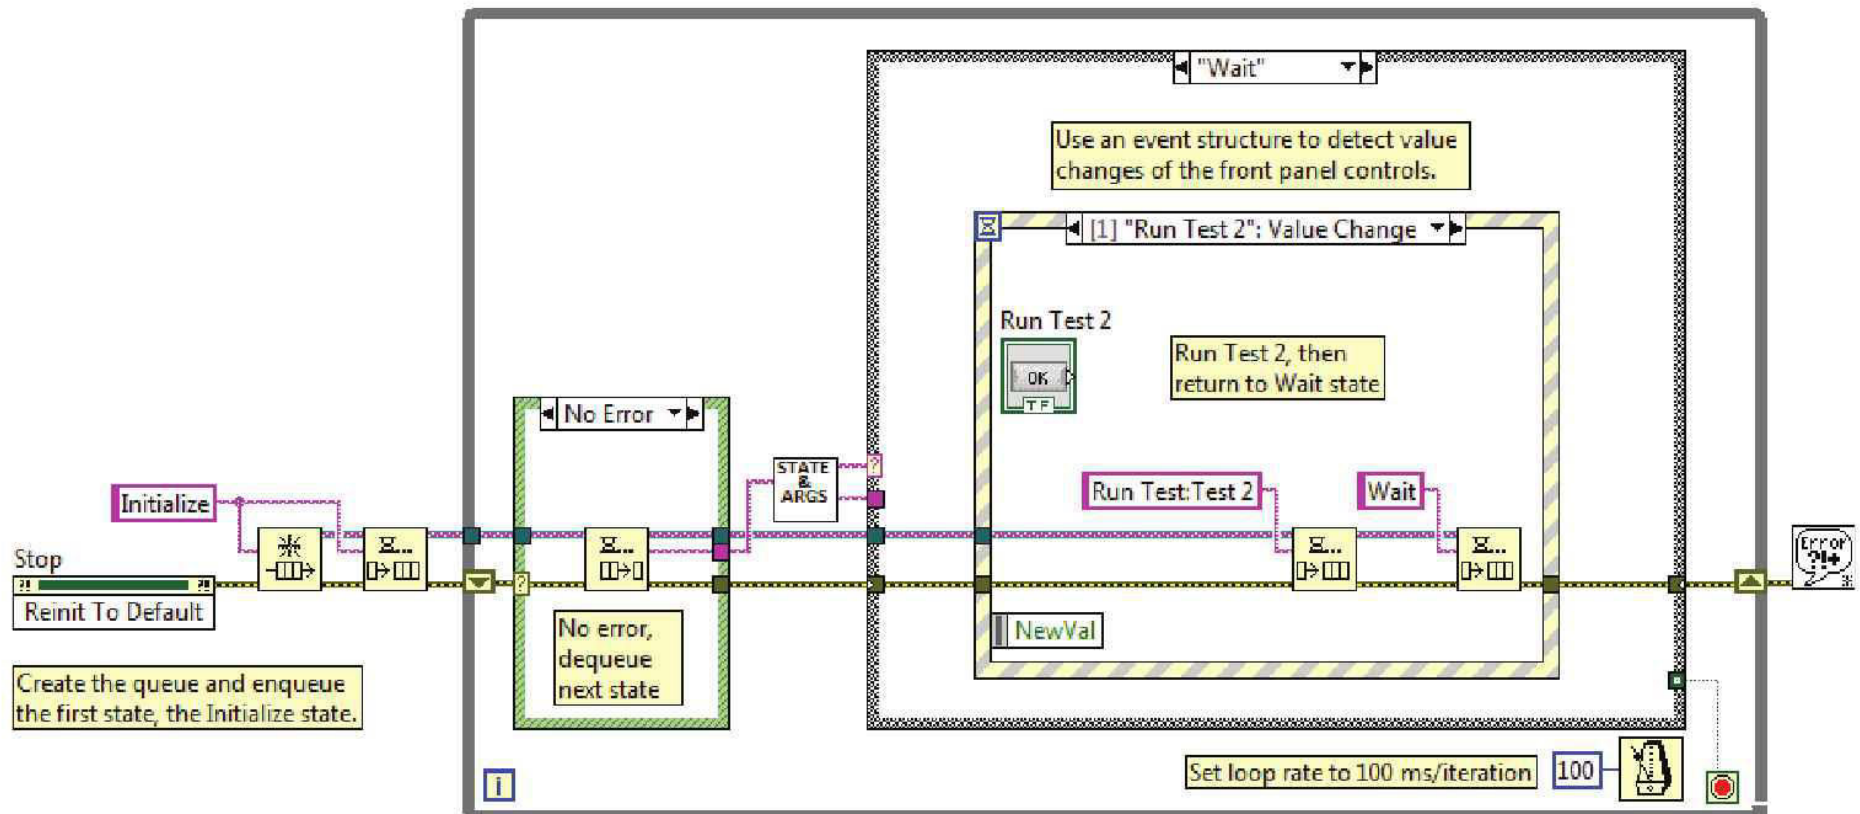 "Wait"
Use an event structure to detect value
changes of the front panel controls.
[1] "Run Test 2": Value Change
Run Test 2
OK
TF
Run Test 2, then
return to Wait state
No Error
STATE
&
ARGS
Initialize
Run Test:Test 2
Wait
Stop
?! ?!
Reinit To Default
?
?
Error
?!+
No error,
dequeue
next state
NewVal
Create the queue and enqueue
the first state, the Initialize state.
i
Set loop rate to 100 ms/iteration
100